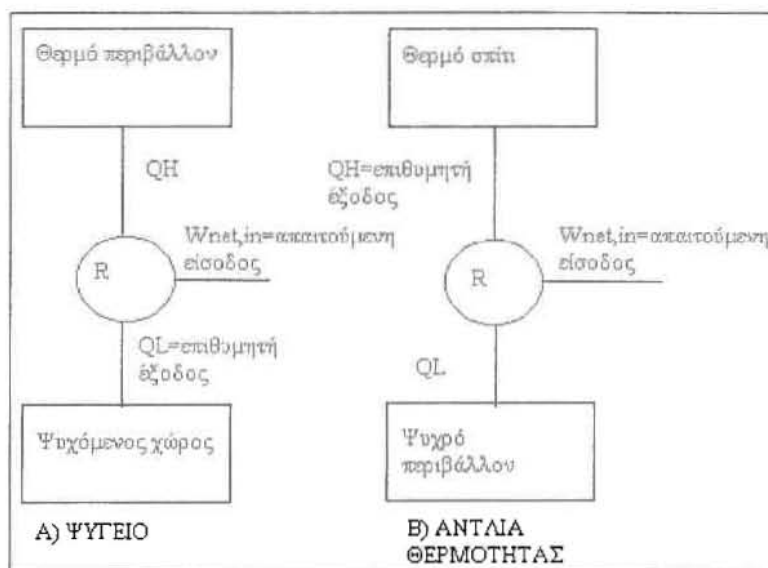 Θερμό περιβάλλον
QH
Wnet,in=απαιτούμενη
είσοδος
R
QL=επιθυμητή
έξοδος
Ψυχόμενος χώρος
Α) ΨΥΓΕΙΟ
Θερμό σπίτι
QH=επιθυμητή
έξοδος
Wnet,in=απαιτούμενη
είσοδος
R
QL
Ψυχρό
περιβάλλον
Β) ΑΝΤΛΙΑ
ΘΕΡΜΟΤΗΤΑΣ